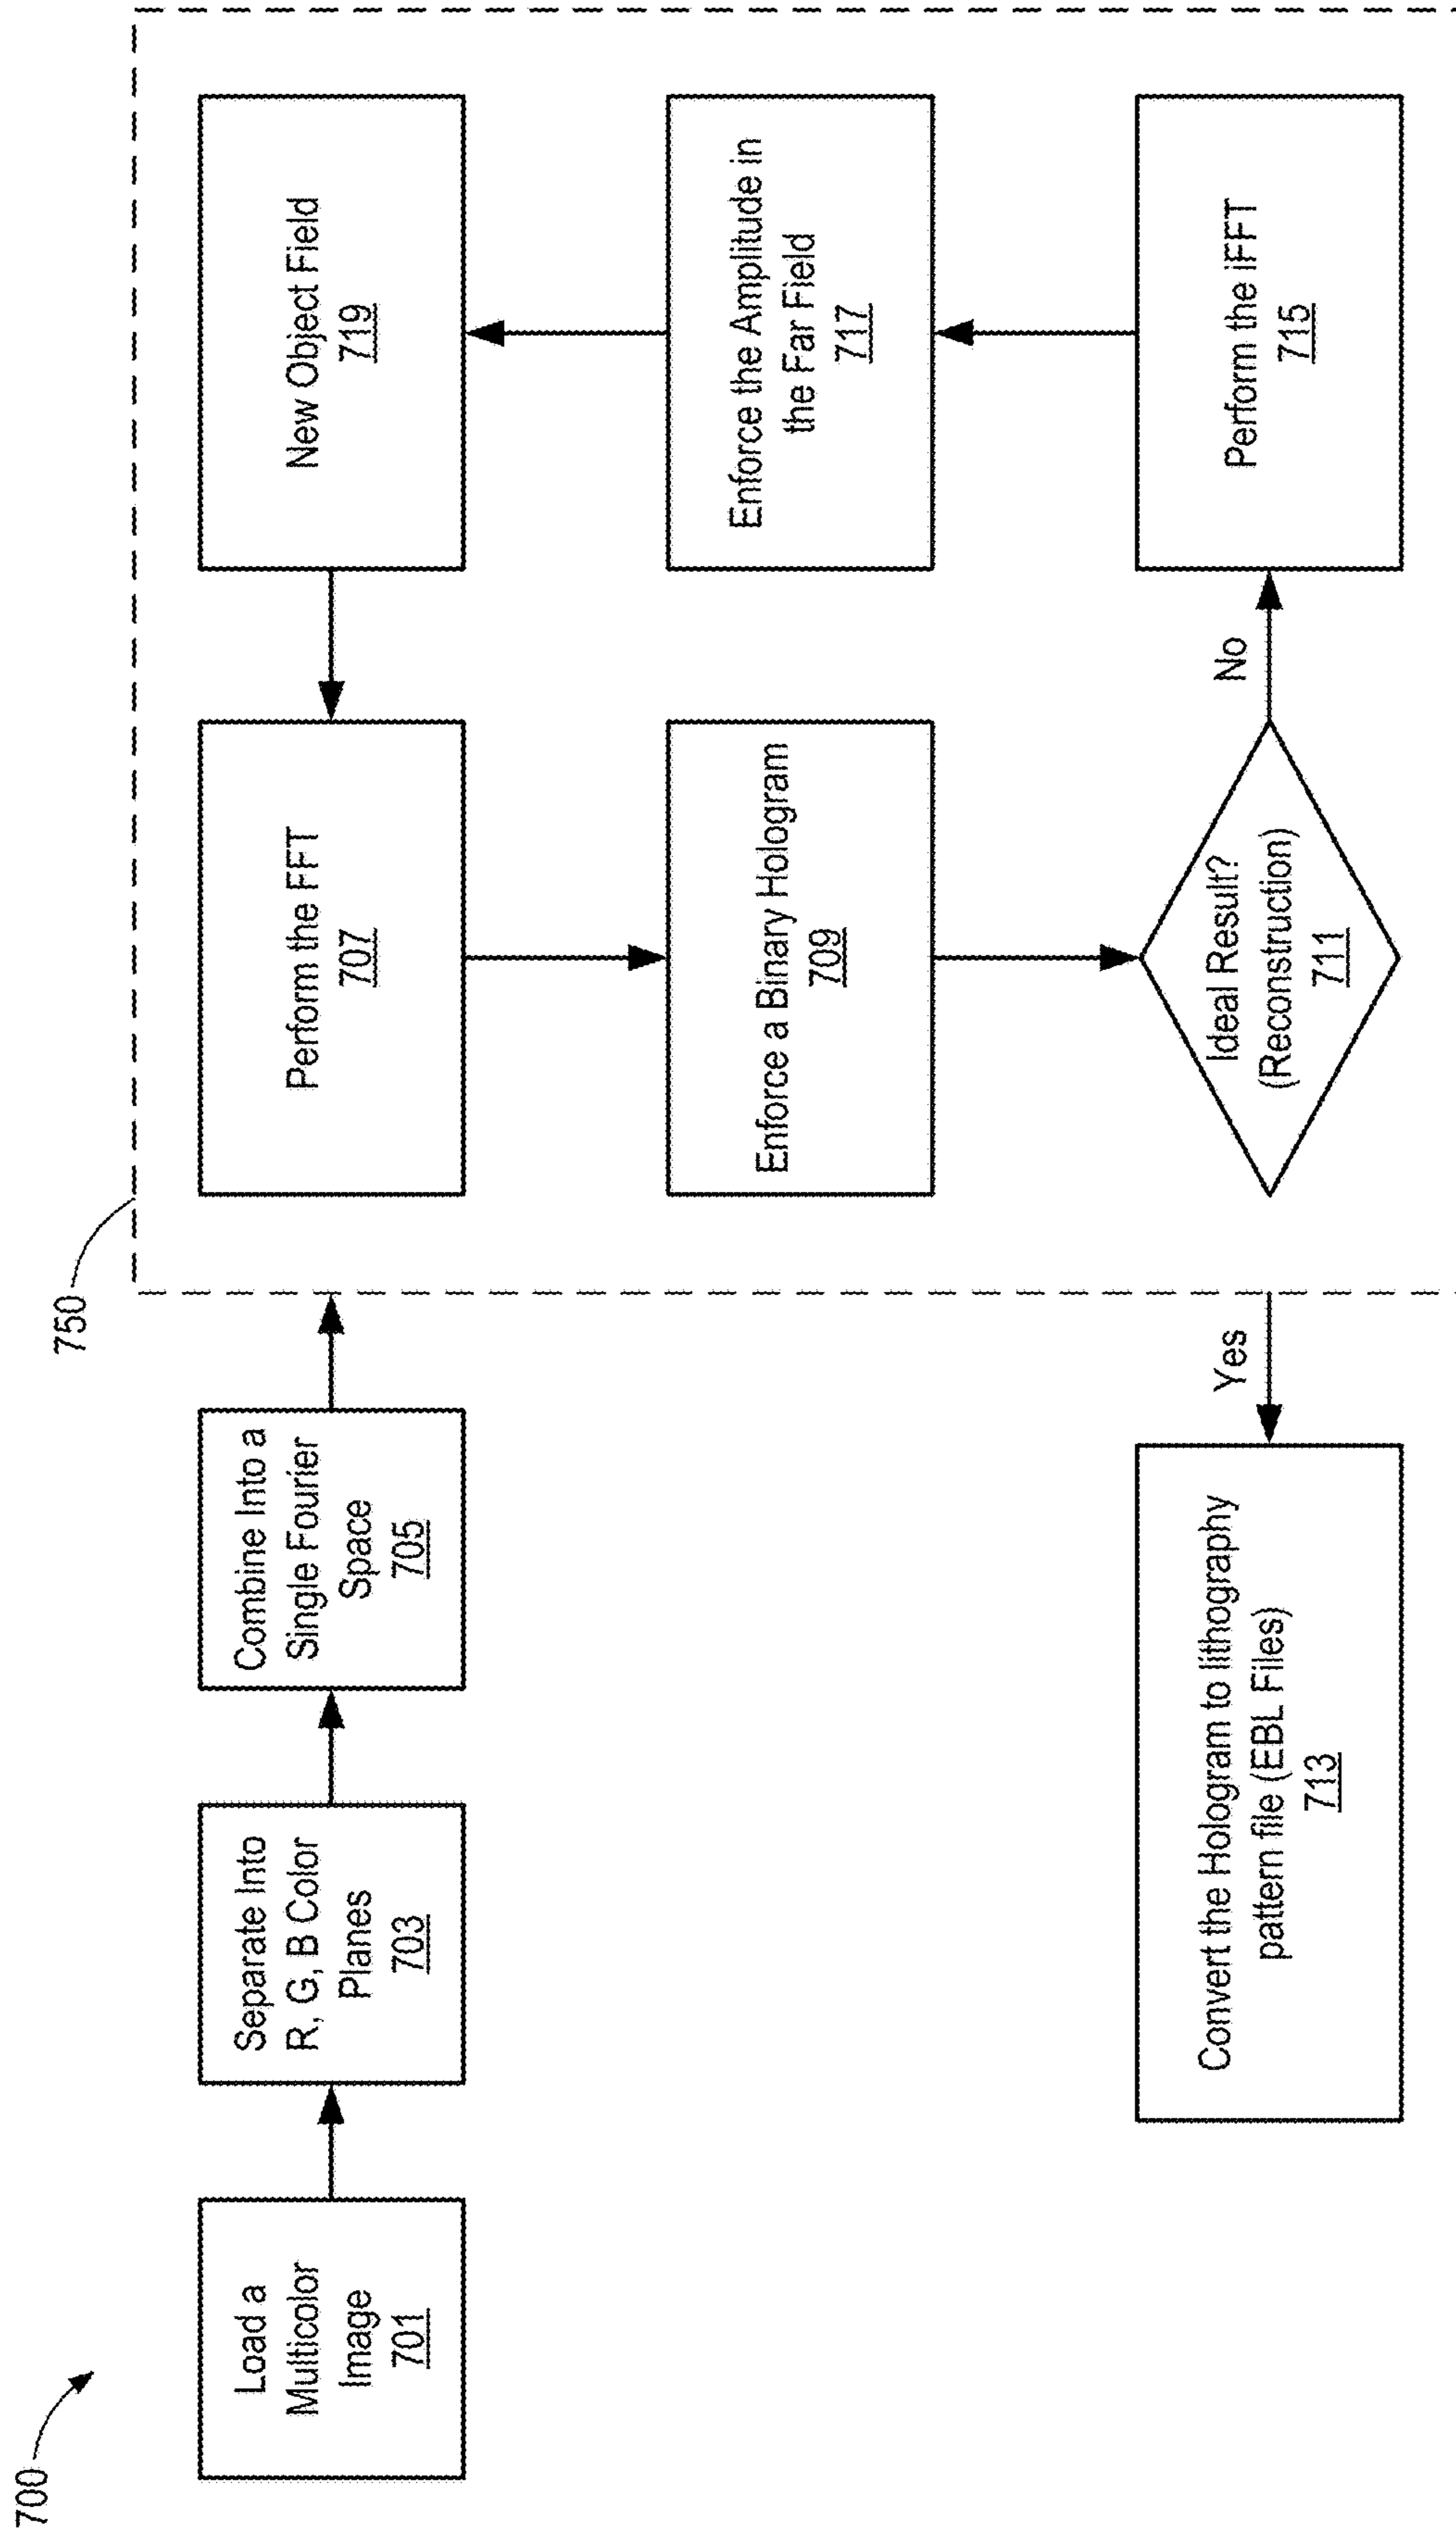 700
Load a
Multicolor
Image
701
Separate Into
R, G, B Color
Planes
703
Combine Into a
Single Fourier
Space
705
750
Perform the FFT
707
New Object Field
719
Enforce a Binary Hologram
709
Enforce the Amplitude in
the Far Field
717
Ideal Result?
(Reconstruction)
711
No
Perform the iFFT
715
Yes
Convert the Hologram to lithography
pattern file (EBL Files)
713